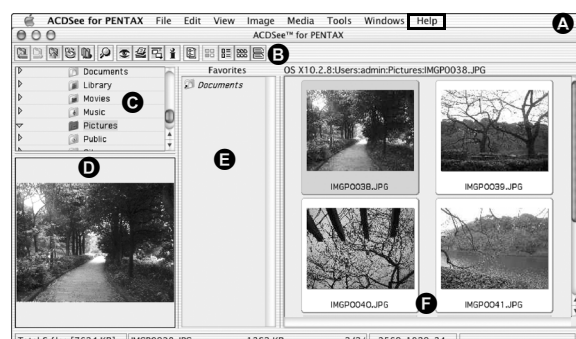 ACDSee for PENTAX File Edit View Image Media Tools Windows Help A
ACDSee™ for PENTAX
B
Documents
Library
Movies
Music
Pictures
Public
C
D
Favorites
Documents
E
OS X10.2.8:Users:admin:Pictures:IMGP0038.JPG
IMGP0038.JPG IMGP0039.JPG
IMGP0040.JPG IMGP0041.JPG
F